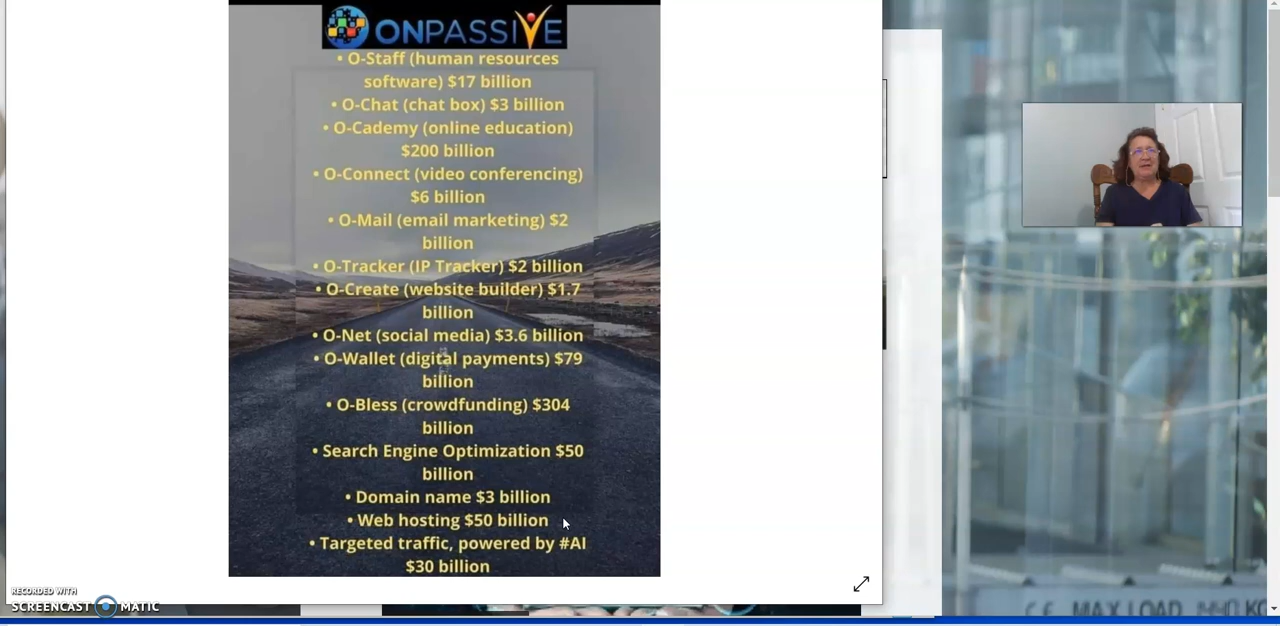 ONPASSIVE
• O-Staff (human resources
software) $17 billion
• O-Chat (chat box) $3 billion
• O-Cademy (online education)
$200 billion
• O-Connect (video conferencing)
$6 billion
• O-Mail (email marketing) $2
billion
• O-Tracker (IP Tracker) $2 billion
• O-Create (website builder) $1.7
billion
• O-Net (social media) $3.6 billion
• O-Wallet (digital payments) $79
billion
• O-Bless (crowdfunding) $304
billion
• Search Engine Optimization $50
billion
• Domain name $3 billion
• Web hosting $50 billion
• Targeted traffic, powered by #AI
$30 billion
RECORDED WITH
SCREENCAST MATIC
MAX LOAD